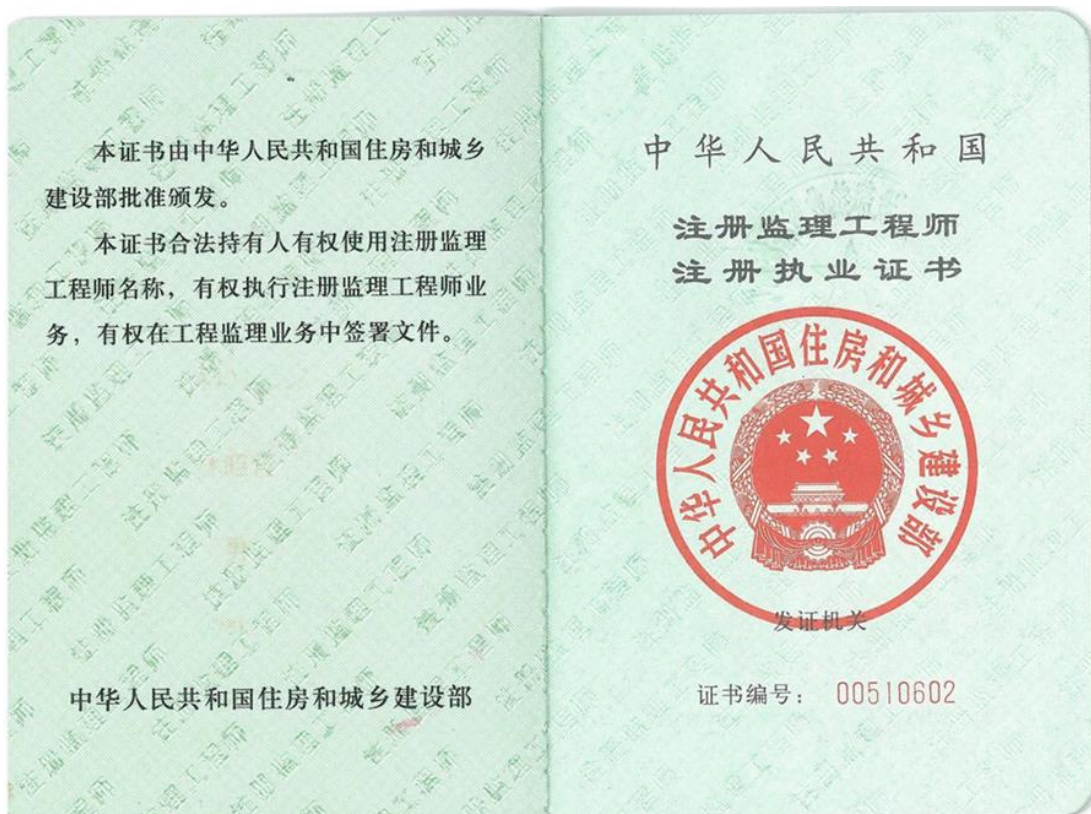 本证书由中华人民共和国住房和城乡
建设部批准颁发。
本证书合法持有人有权使用注册监理
工程师名称，有权执行注册监理工程师业
务，有权在工程监理业务中签署文件。
中华人民共和国住房和城乡建设部
中华人民共和国
注册监理工程师
注册执业证书
中华人民共和国住房和城乡建设部
发证机关
证书编号： 00510602